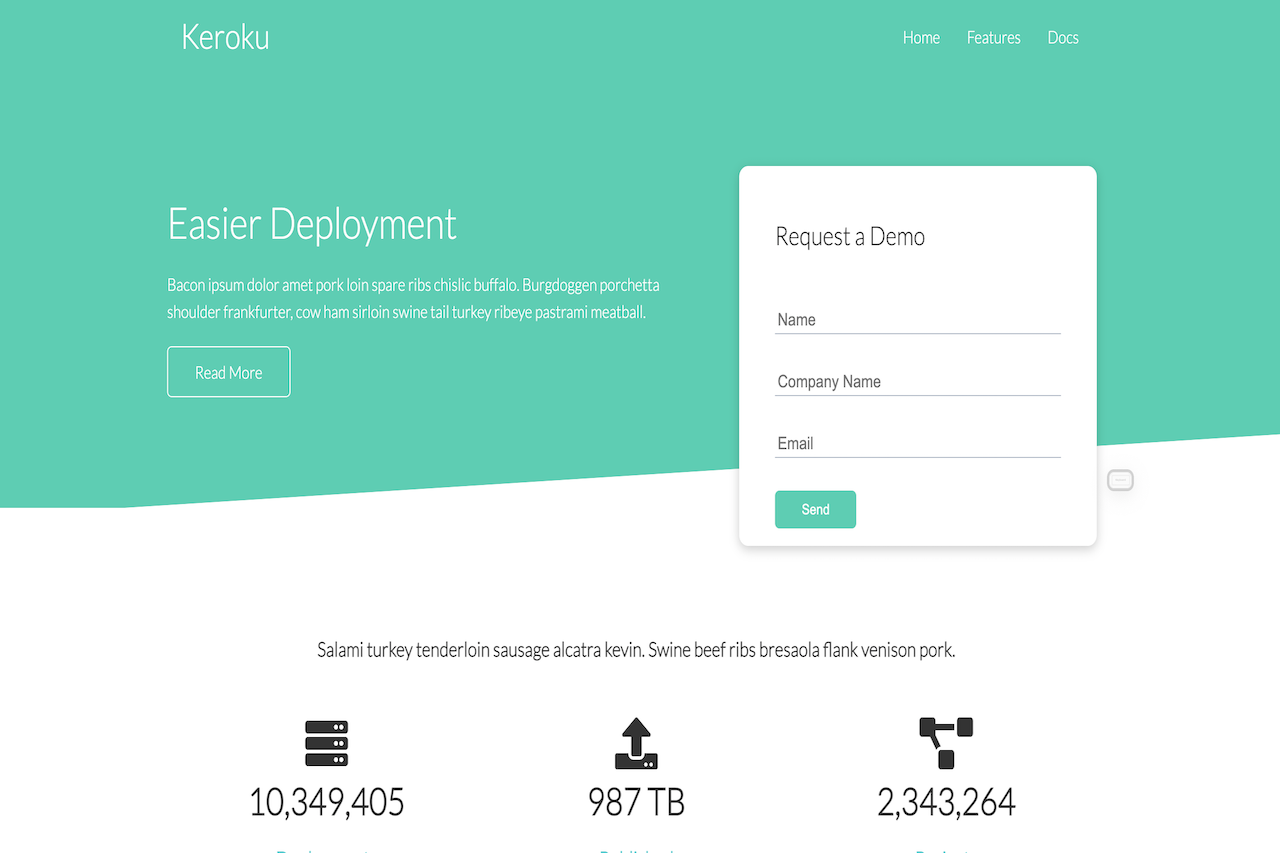 Keroku
Home Features Docs
Easier Deployment
Bacon ipsum dolor amet pork loin spare ribs chislic buffalo. Burgdoggen porchetta
shoulder frankfurter, cow ham sirloin swine tail turkey ribeye pastrami meatball.
Read More
Request a Demo
Name
Company Name
Email
Send
Salami turkey tenderloin sausage alcatra kevin. Swine beef ribs bresaola flank venison pork.
10,349,405 987 TB 2,343,264